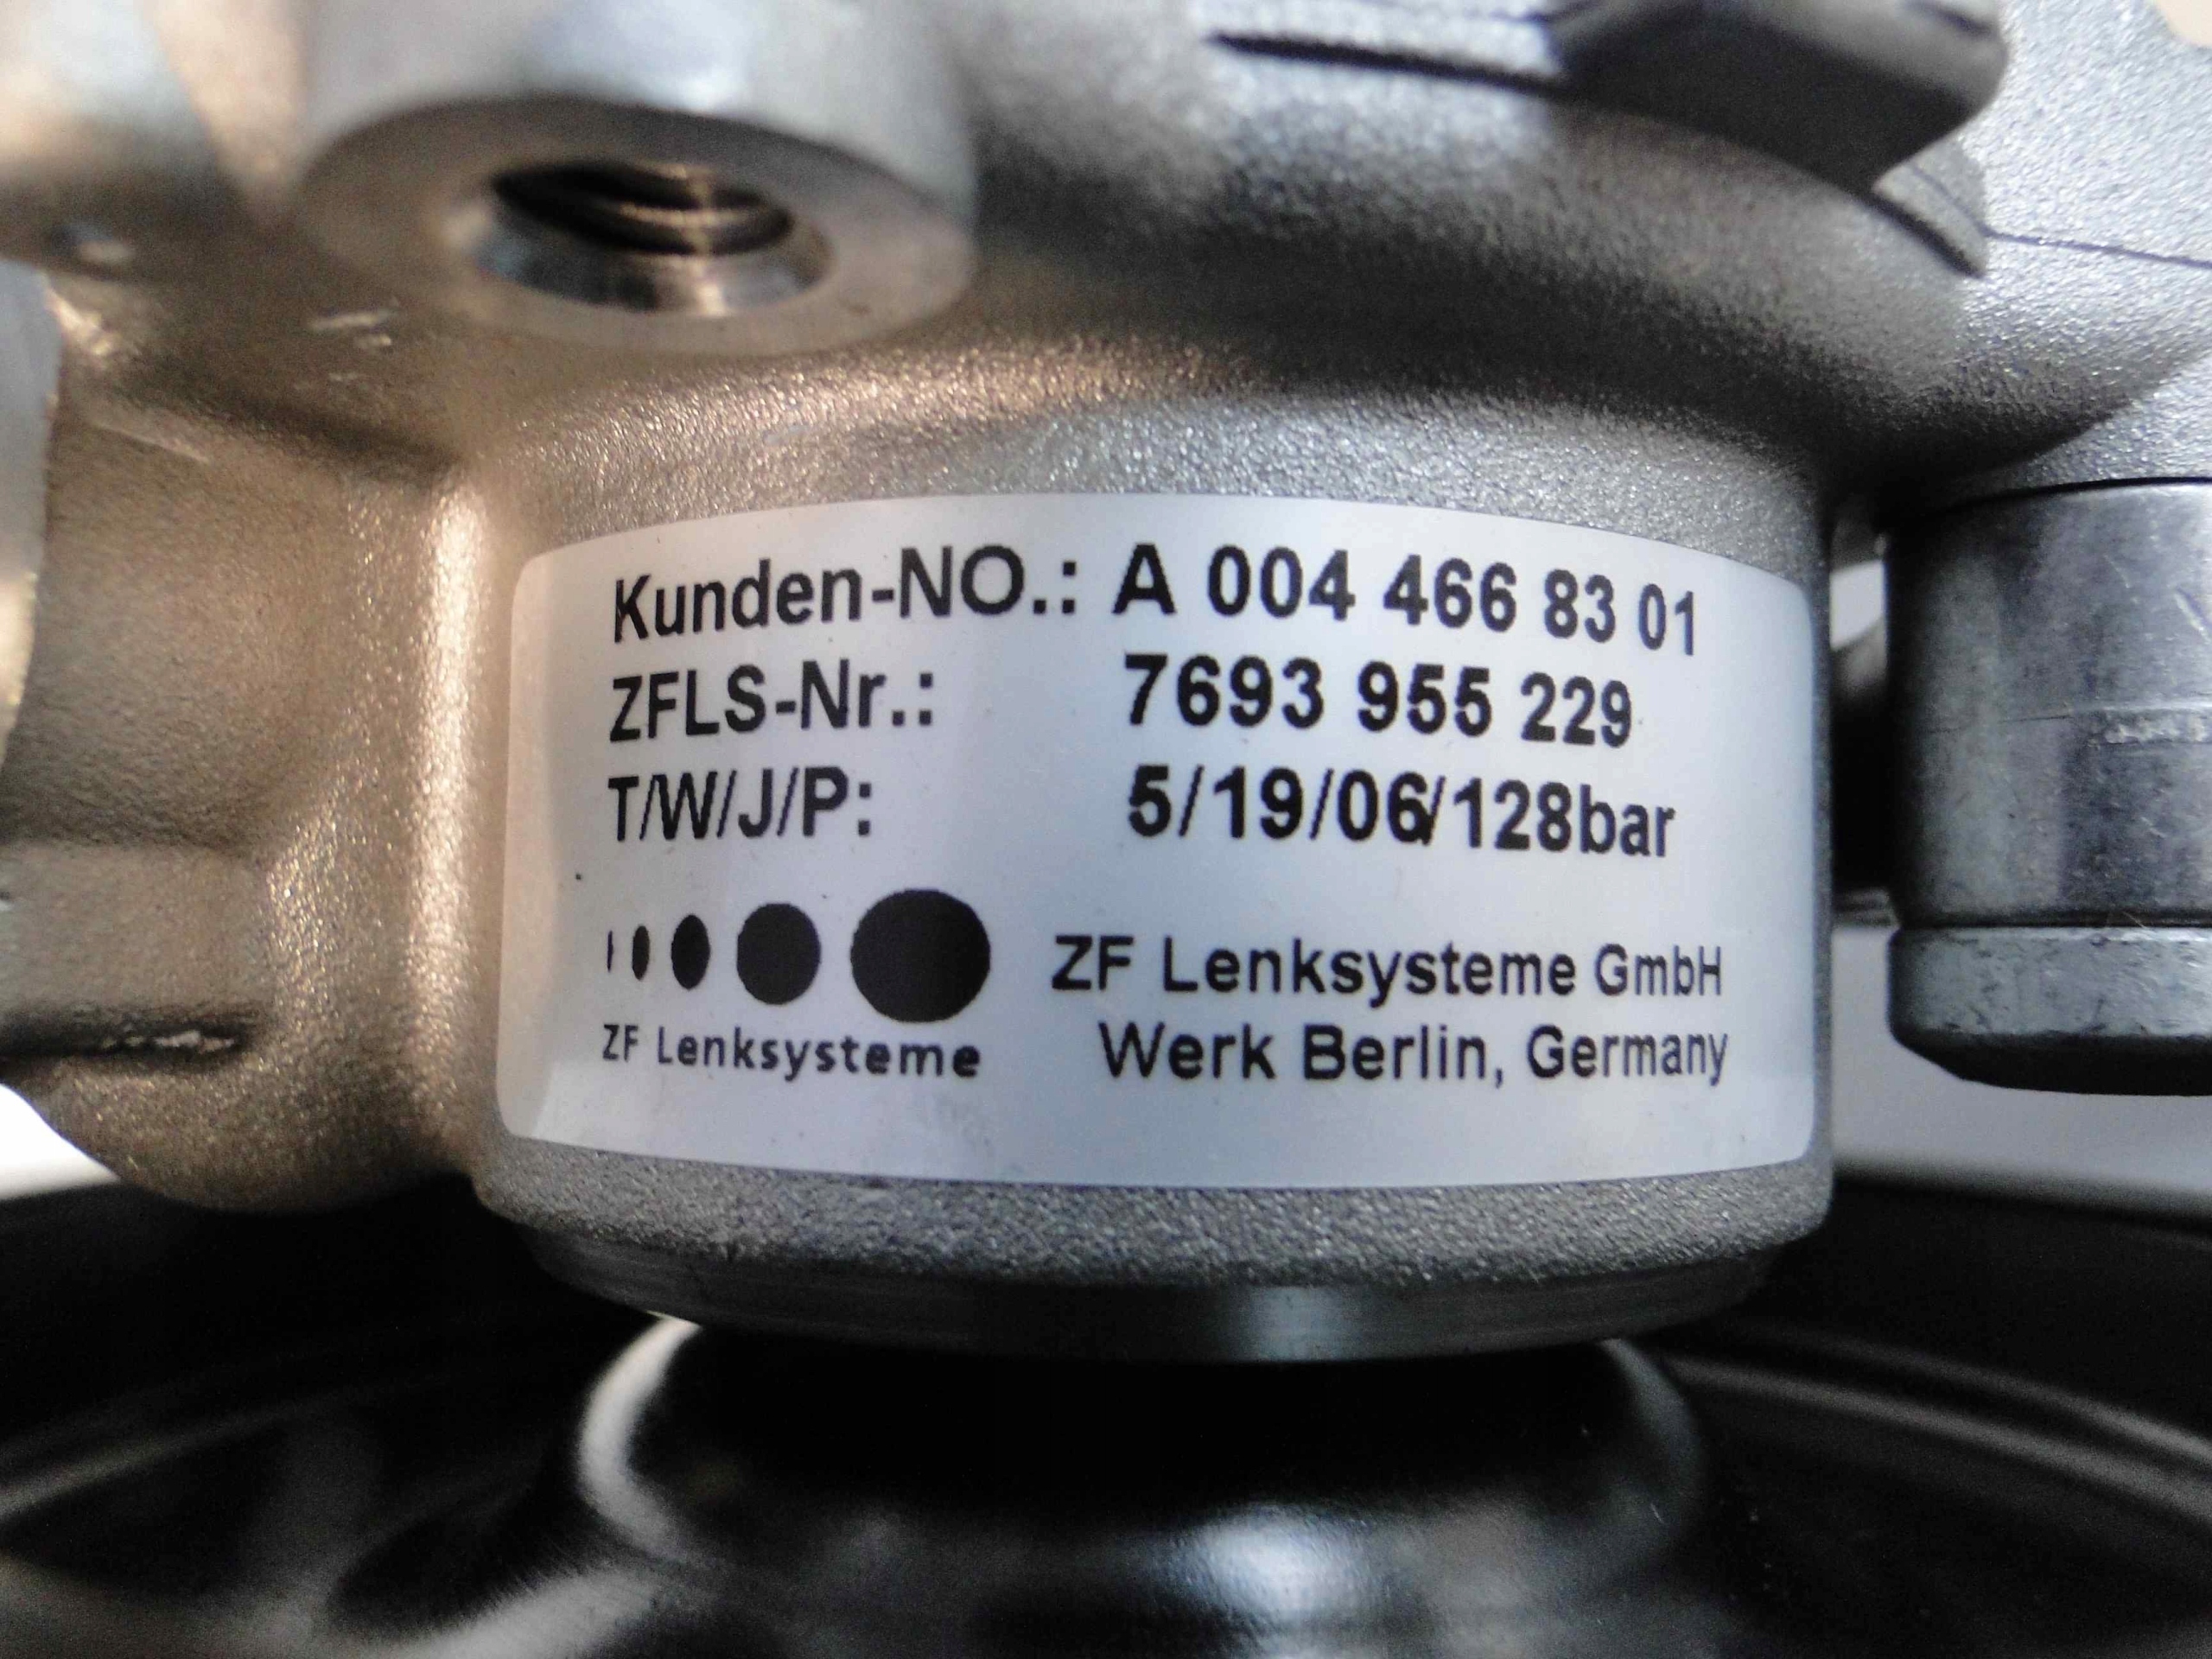 Kunden-NO.: A 004 466 83 01
ZFLS-Nr.: 7693 955 229
T/W/J/P: 5/19/06/128bar
ZF Lenksysteme
ZF Lenksysteme GmbH
Werk Berlin, Germany